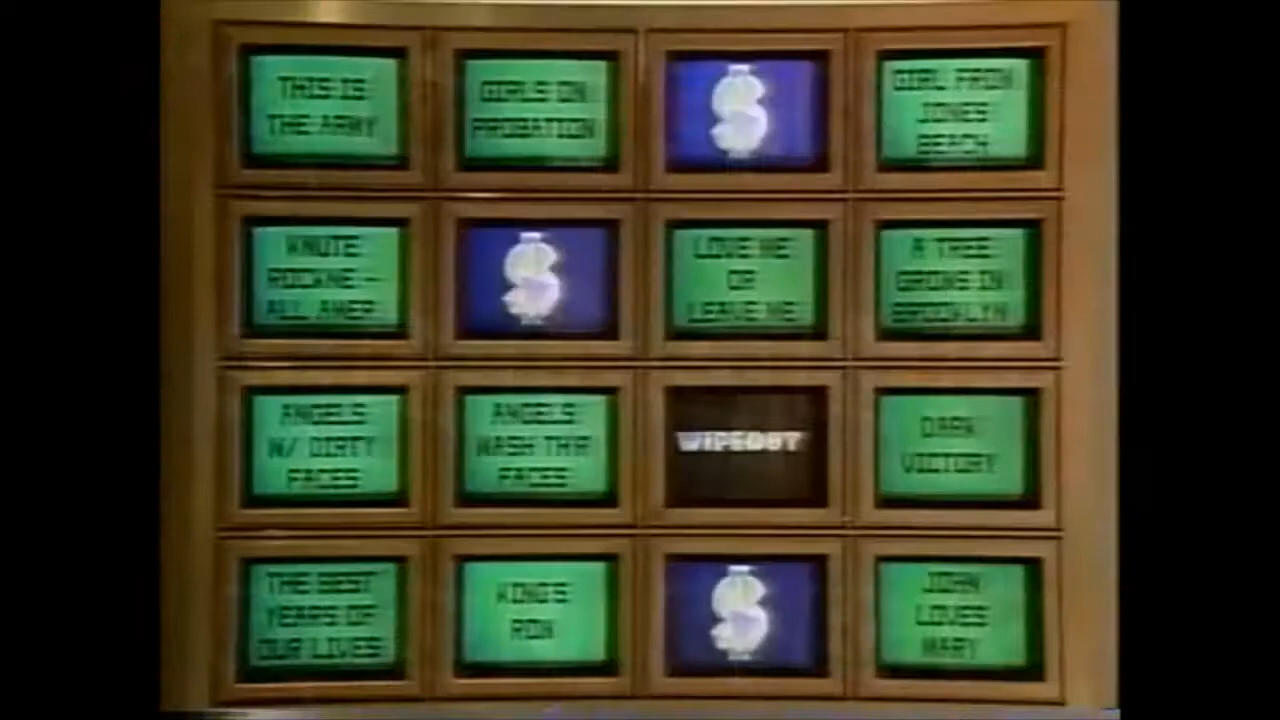 THIS IS
THE ARMY
GIRLS ON
PROBATION
$
GIRL FROM
JONES
BEACH
KNUTE
ROCKNE--
ALL AMER
$
LOVE ME
OR
LEAVE ME
A TREE
GROWS IN
BROOKLYN
ANGELS
W/ DIRTY
FACES
ANGELS
WASH THR
FACES
WIPEOUT
DARK
VICTORY
THE BEST
YEARS OF
OUR LIVES
KING'S
ROW
$
JOHN
LOVES
MARY